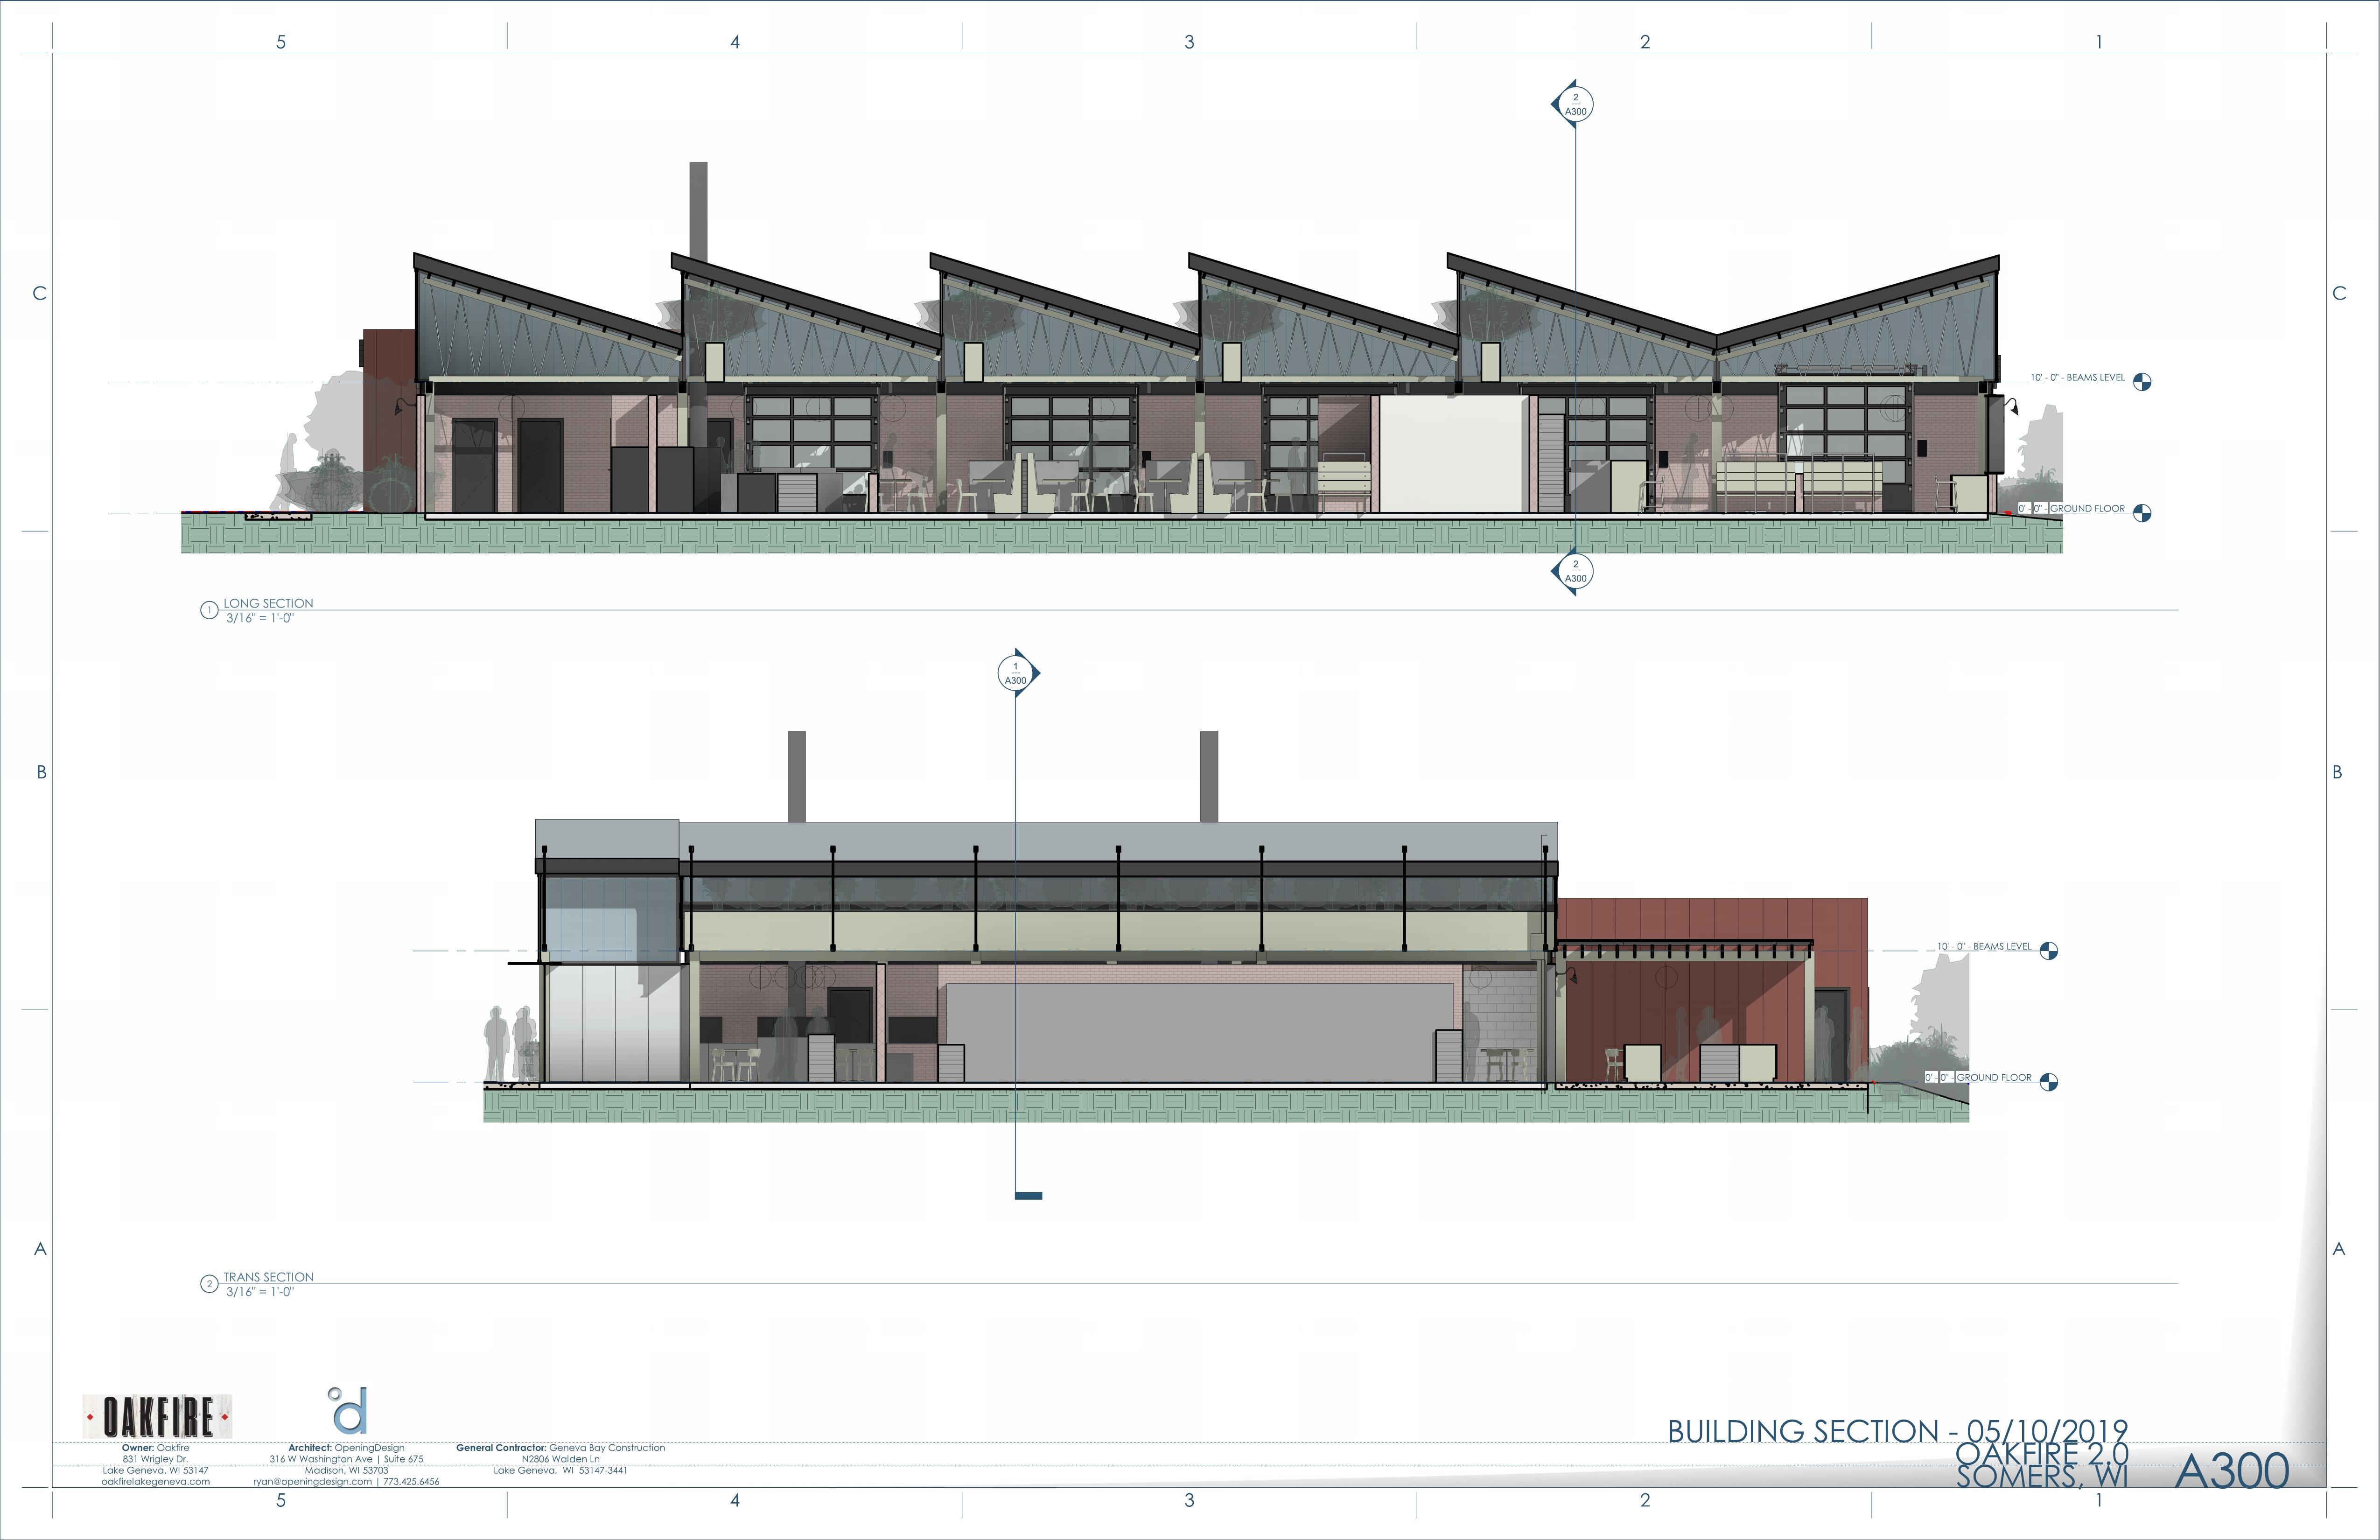 5 4 3 2 1
2
A300
C C
10' - 0" - BEAMS LEVEL
0' - 0" - GROUND FLOOR
2
A300
1 LONG SECTION
3/16" = 1'-0"
1
A300
B B
10' - 0" - BEAMS LEVEL
0' - 0" - GROUND FLOOR
A A
2 TRANS SECTION
3/16" = 1'-0"
OAKFIRE
d
Owner: Oakfire
831 Wrigley Dr.
Lake Geneva, WI 53147
oakfirelakegeneva.com
Architect: OpeningDesign
316 W Washington Ave | Suite 675
Madison, WI 53703
ryan@openingdesign.com | 773.425.6456
General Contractor: Geneva Bay Construction
N2806 Walden Ln
Lake Geneva, WI 53147-3441
BUILDING SECTION - 05/10/2019
OAKFIRE 2.0
SOMERS, WI
A300
5 4 3 2 1